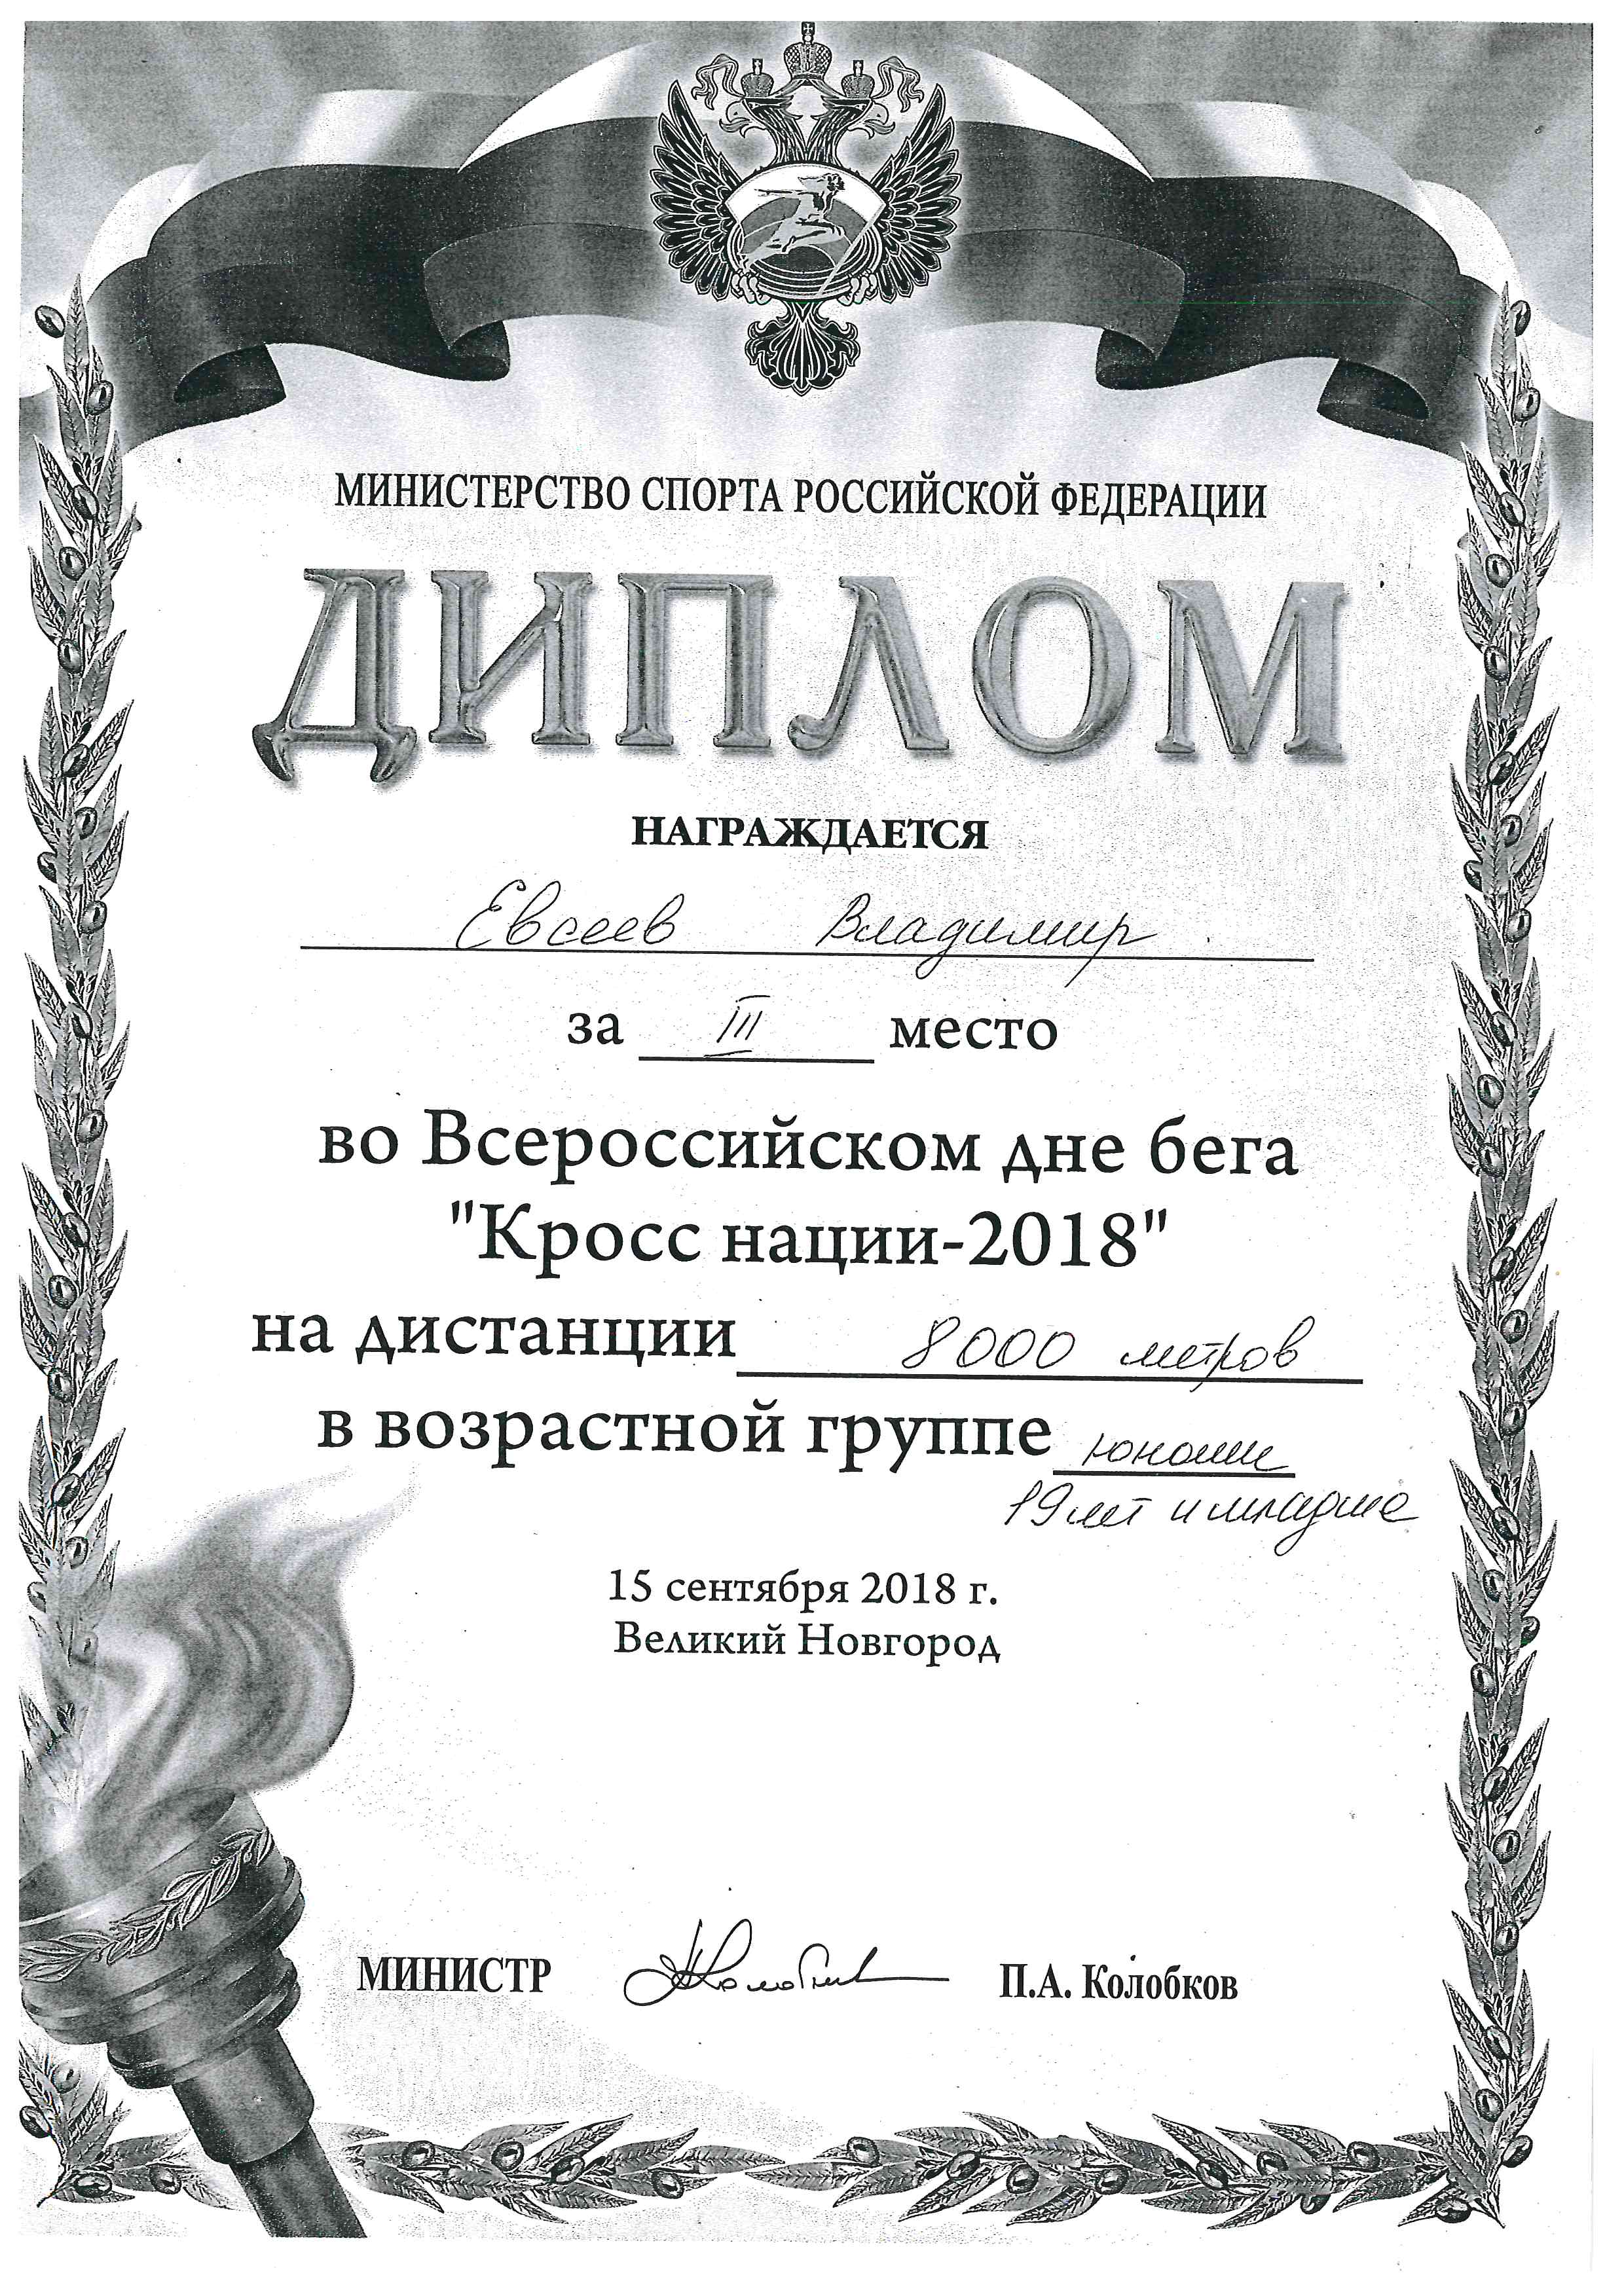 МИНИСТЕРСТВО СПОРТА РОССИЙСКОЙ ФЕДЕРАЦИИ
ДИПЛОМ
НАГРАЖДАЕТСЯ
Евсеев Владимир
за III место
во Всероссийском дне бега
"Кросс нации-2018"
на дистанции 8000 метров
в возрастной группе юноши
19 лет и младше
15 сентября 2018 г.
Великий Новгород
МИНИСТР П.А. Колобков